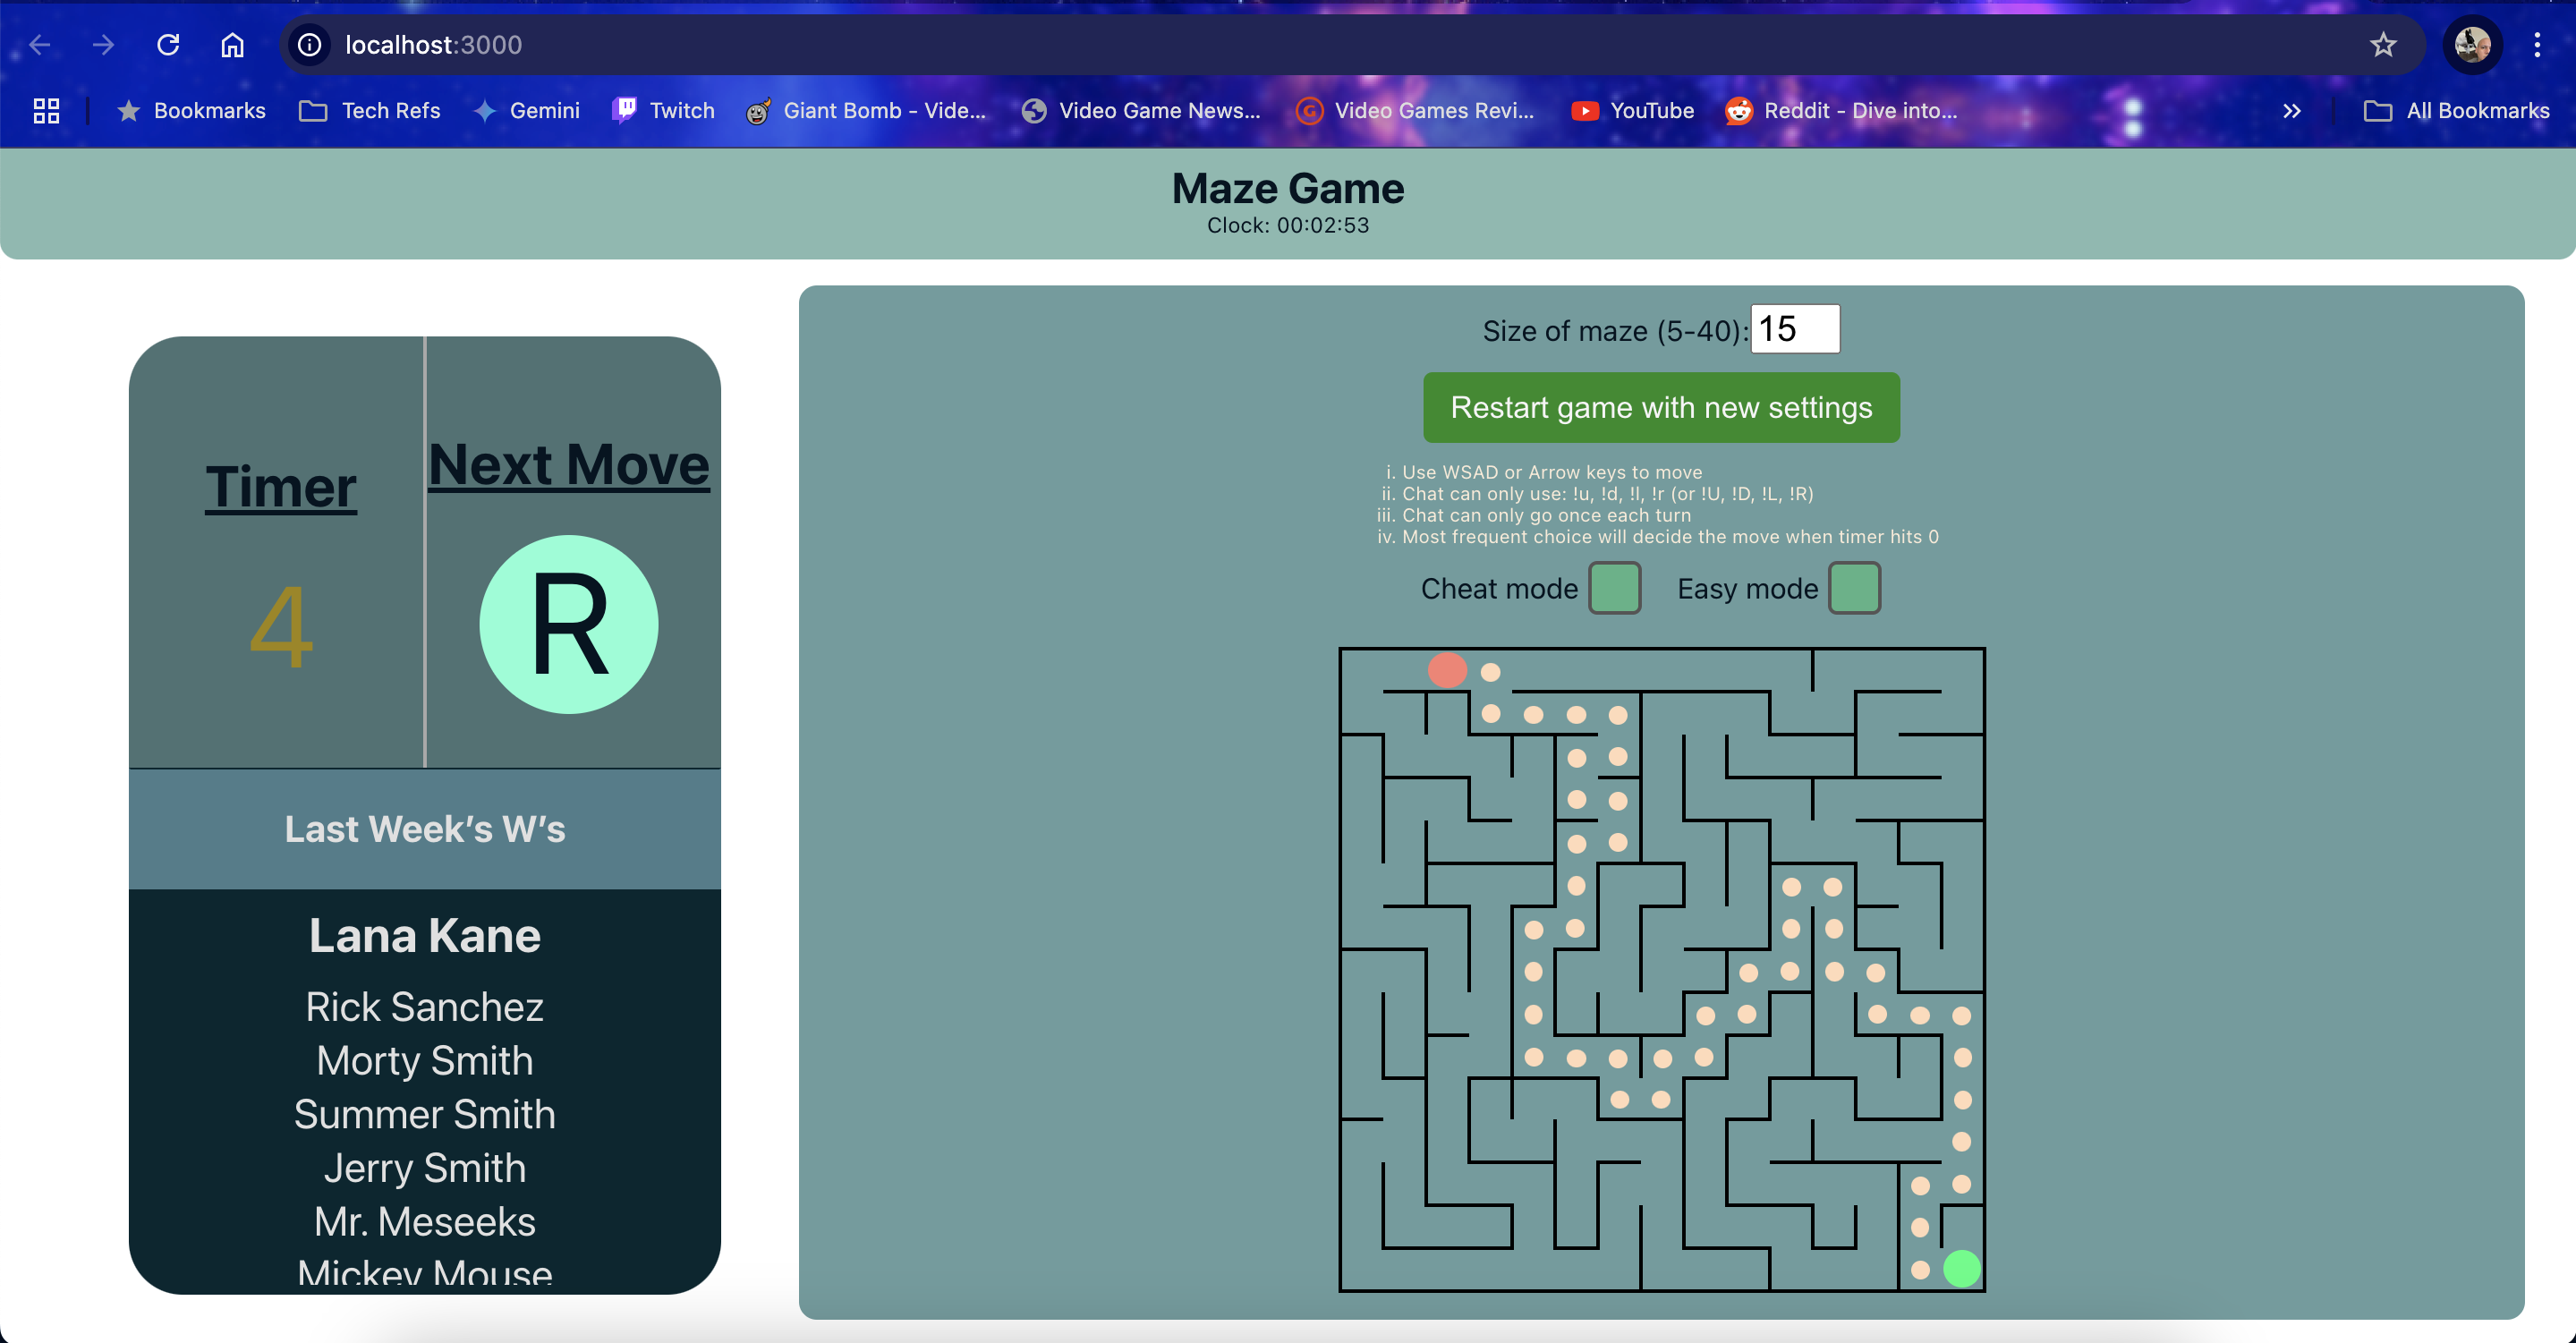 localhost:3000
Bookmarks Tech Refs Gemini Twitch Giant Bomb - Vide... Video Game News... Video Games Revi... YouTube Reddit - Dive into... All Bookmarks
Maze Game
Clock: 00:02:53
Timer
4
Next Move
R
Last Week's W's
Lana Kane
Rick Sanchez
Morty Smith
Summer Smith
Jerry Smith
Mr. Meseeks
Mickey Mouse
Size of maze (5-40): 15
Restart game with new settings
i. Use WSAD or Arrow keys to move
ii. Chat can only use: !u, !d, !l, !r (or !U, !D, !L, !R)
iii. Chat can only go once each turn
iv. Most frequent choice will decide the move when timer hits 0
Cheat mode Easy mode